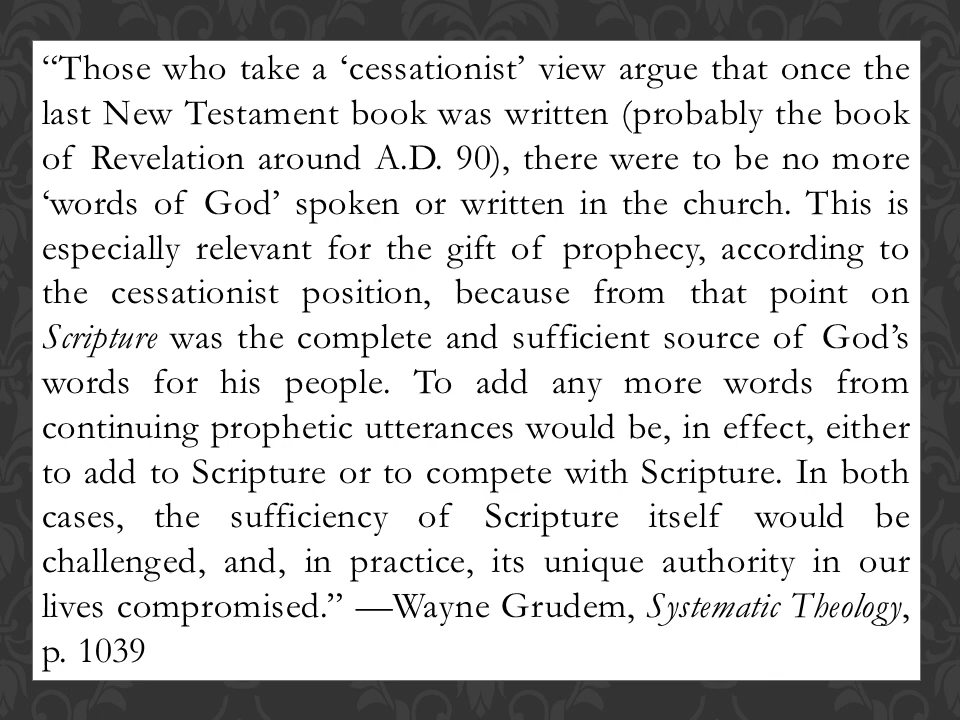 “Those who take a ‘cessationist’ view argue that once the
last New Testament book was written (probably the book
of Revelation around A.D. 90), there were to be no more
‘words of God’ spoken or written in the church. This is
especially relevant for the gift of prophecy, according to
the cessationist position, because from that point on
Scripture was the complete and sufficient source of God’s
words for his people. To add any more words from
continuing prophetic utterances would be, in effect, either
to add to Scripture or to compete with Scripture. In both
cases, the sufficiency of Scripture itself would be
challenged, and, in practice, its unique authority in our
lives compromised.” —Wayne Grudem, Systematic Theology,
p. 1039